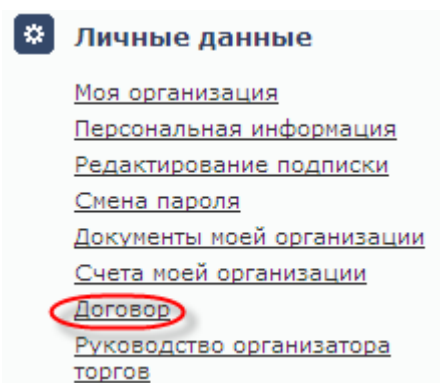 Личные данные
Моя организация
Персональная информация
Редактирование подписки
Смена пароля
Документы моей организации
Счета моей организации
Договор
Руководство организатора
торгов